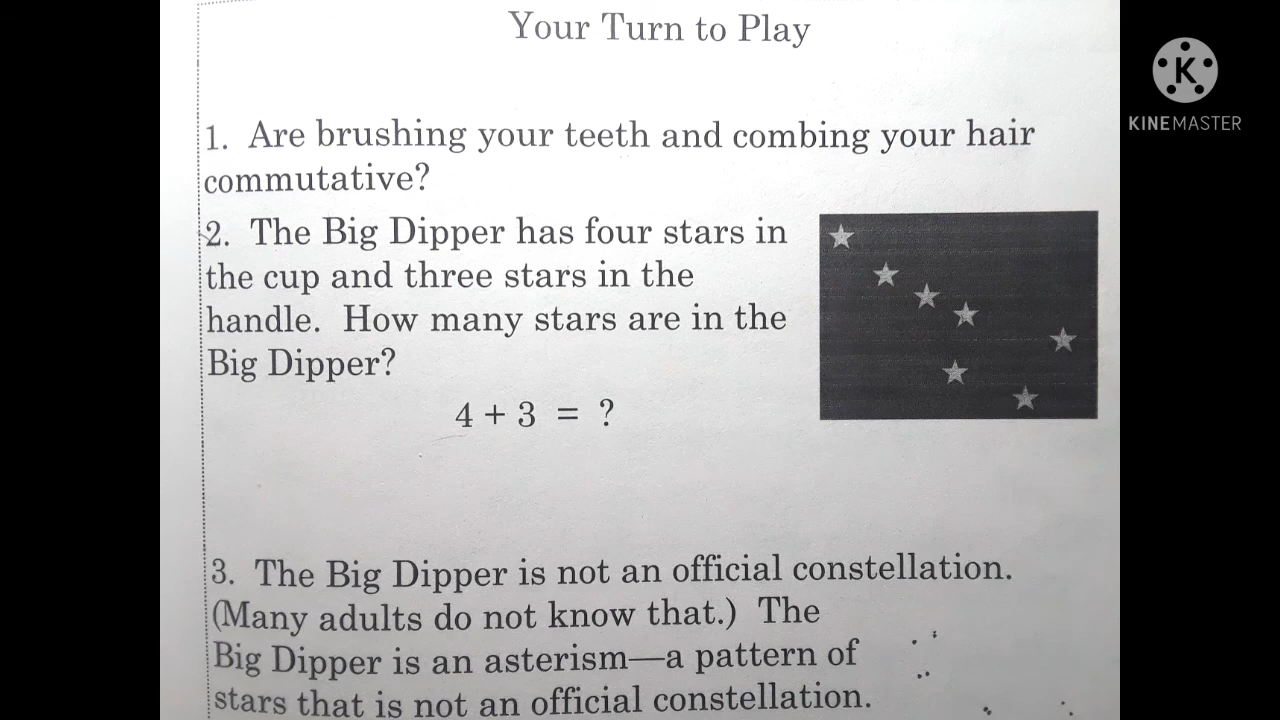 Your Turn to Play
1. Are brushing your teeth and combing your hair
commutative?
2. The Big Dipper has four stars in
the cup and three stars in the
handle. How many stars are in the
Big Dipper?
4 + 3 = ?
3. The Big Dipper is not an official constellation.
(Many adults do not know that.) The
Big Dipper is an asterism—a pattern of
stars that is not an official constellation.
K
KINEMASTER